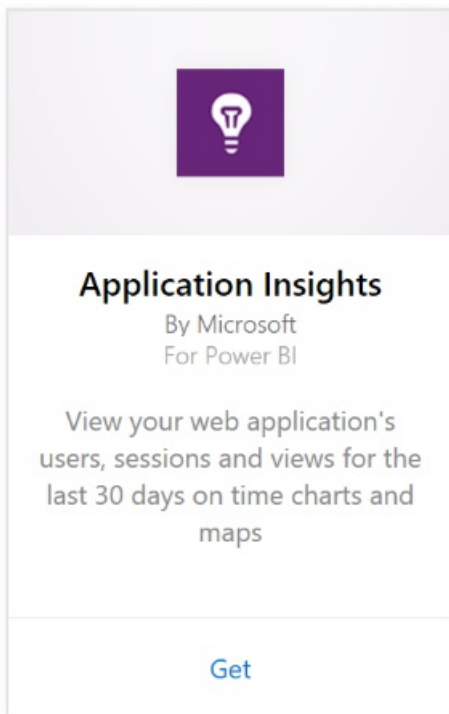 Application Insights
By Microsoft
For Power BI
View your web application's
users, sessions and views for the
last 30 days on time charts and
maps
Get